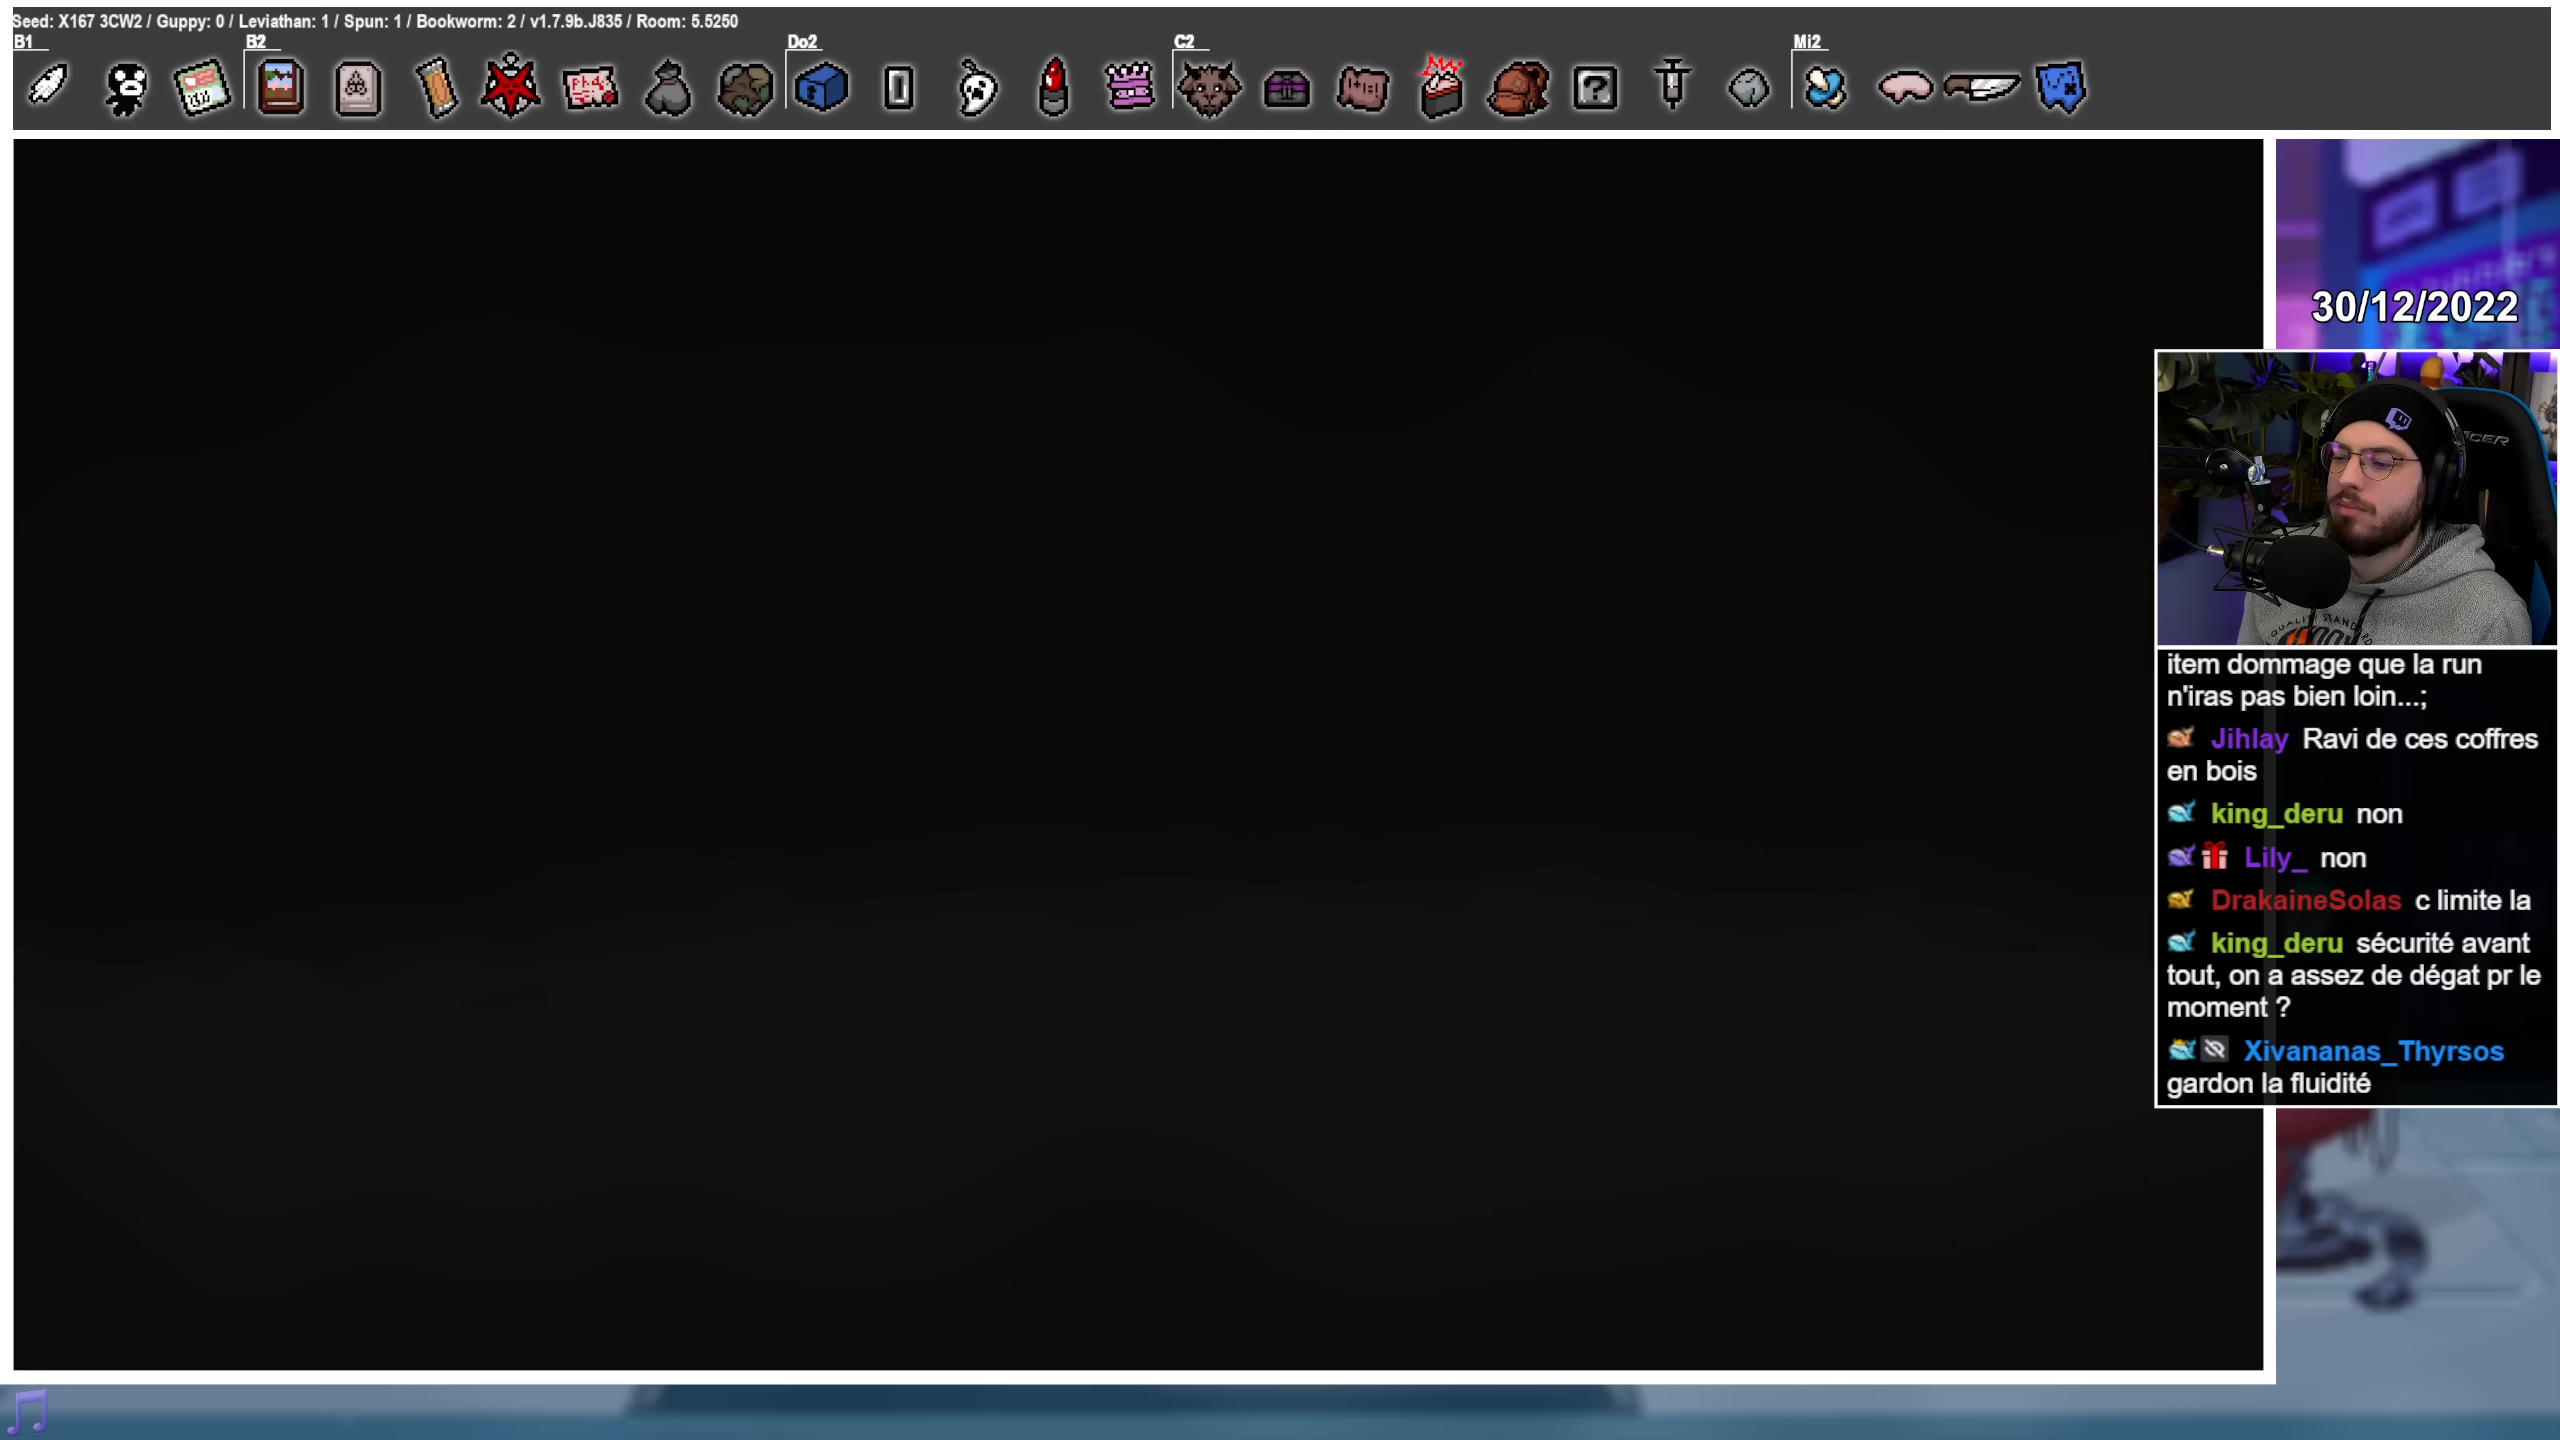 Seed: X167 3CW2 / Guppy: 0 / Leviathan: 1 / Spun: 1 / Bookworm: 2 / v1.7.9b.J835 / Room: 5.5250
B1
B2
Do2
C2
Mi2
30/12/2022
item dommage que la run
n'iras pas bien loin...;
Jihlay Ravi de ces coffres
en bois
king_deru non
Lily_ non
DrakaineSolas c limite la
king_deru sécurité avant
tout, on a assez de dégat pr le
moment ?
Xivananas_Thyrsos
gardon la fluidité
QUALITY STANDARD